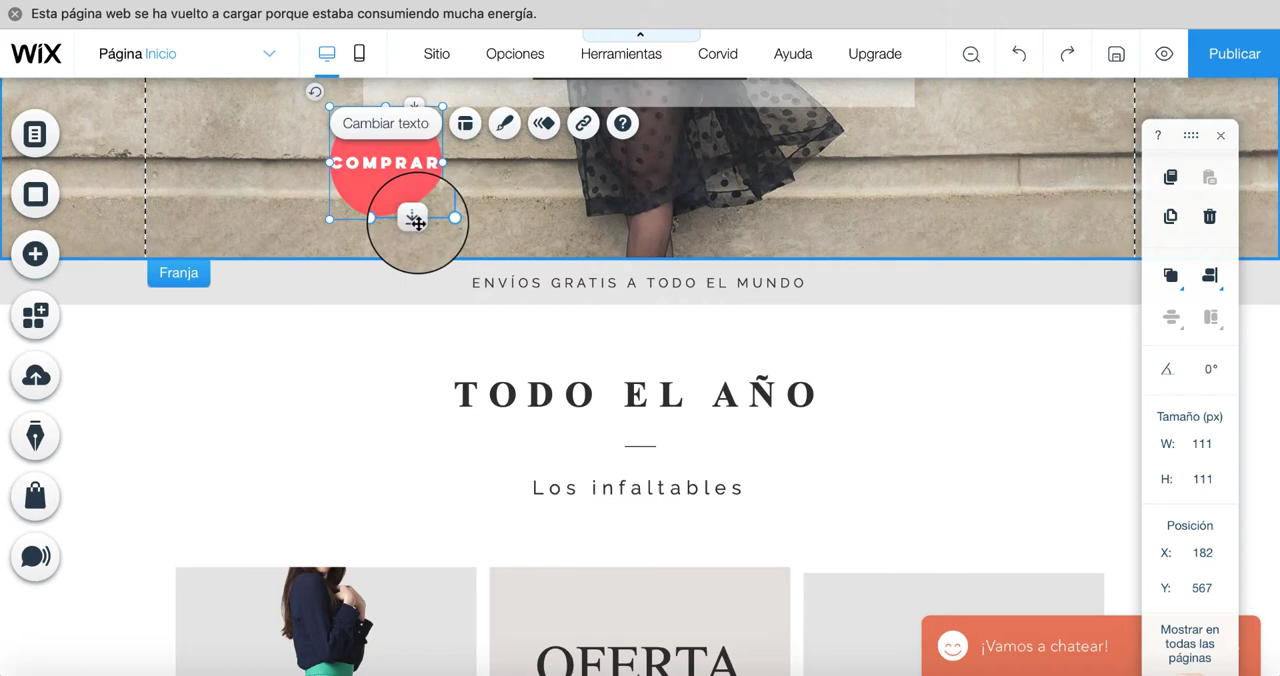 Esta página web se ha vuelto a cargar porque estaba consumiendo mucha energía.
WiX
Página Inicio
Sitio
Opciones
Herramientas
Corvid
Ayuda
Upgrade
Publicar
Cambiar texto
?
COMPRAR
Franja
ENVÍOS GRATIS A TODO EL MUNDO
TODO EL AÑO
Los infaltables
OFERTA
?
0°
Tamaño (px)
W: 111
H: 111
Posición
X: 182
Y: 567
Mostrar en
todas las
páginas
¡Vamos a chatear!